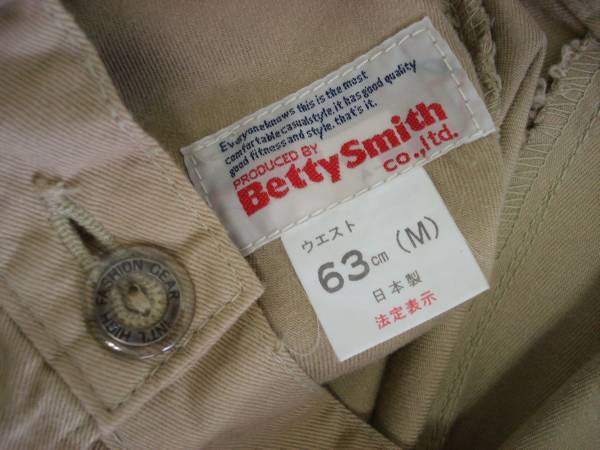 Everyone knows this is the most
comfortable casual style, it has good quality
good fitness and style. that's it.
PRODUCED BY
BettySmith
co.,ltd.
ウエスト
63cm (M)
日本製
法定表示
FASHION GEAR
INT'L HIGH